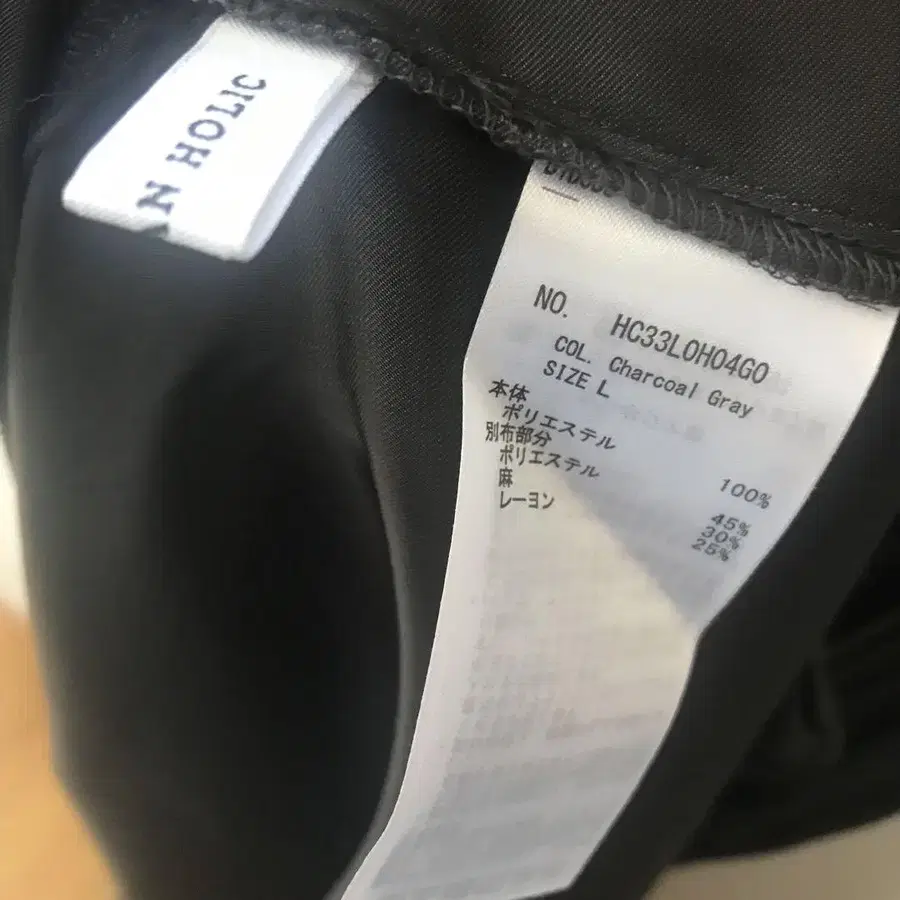 N HOLIC
NO. HC33L0H04G0
COL. Charcoal Gray
SIZE L
本体
ポリエステル 100%
別布部分
ポリエステル 45%
麻 30%
レーヨン 25%